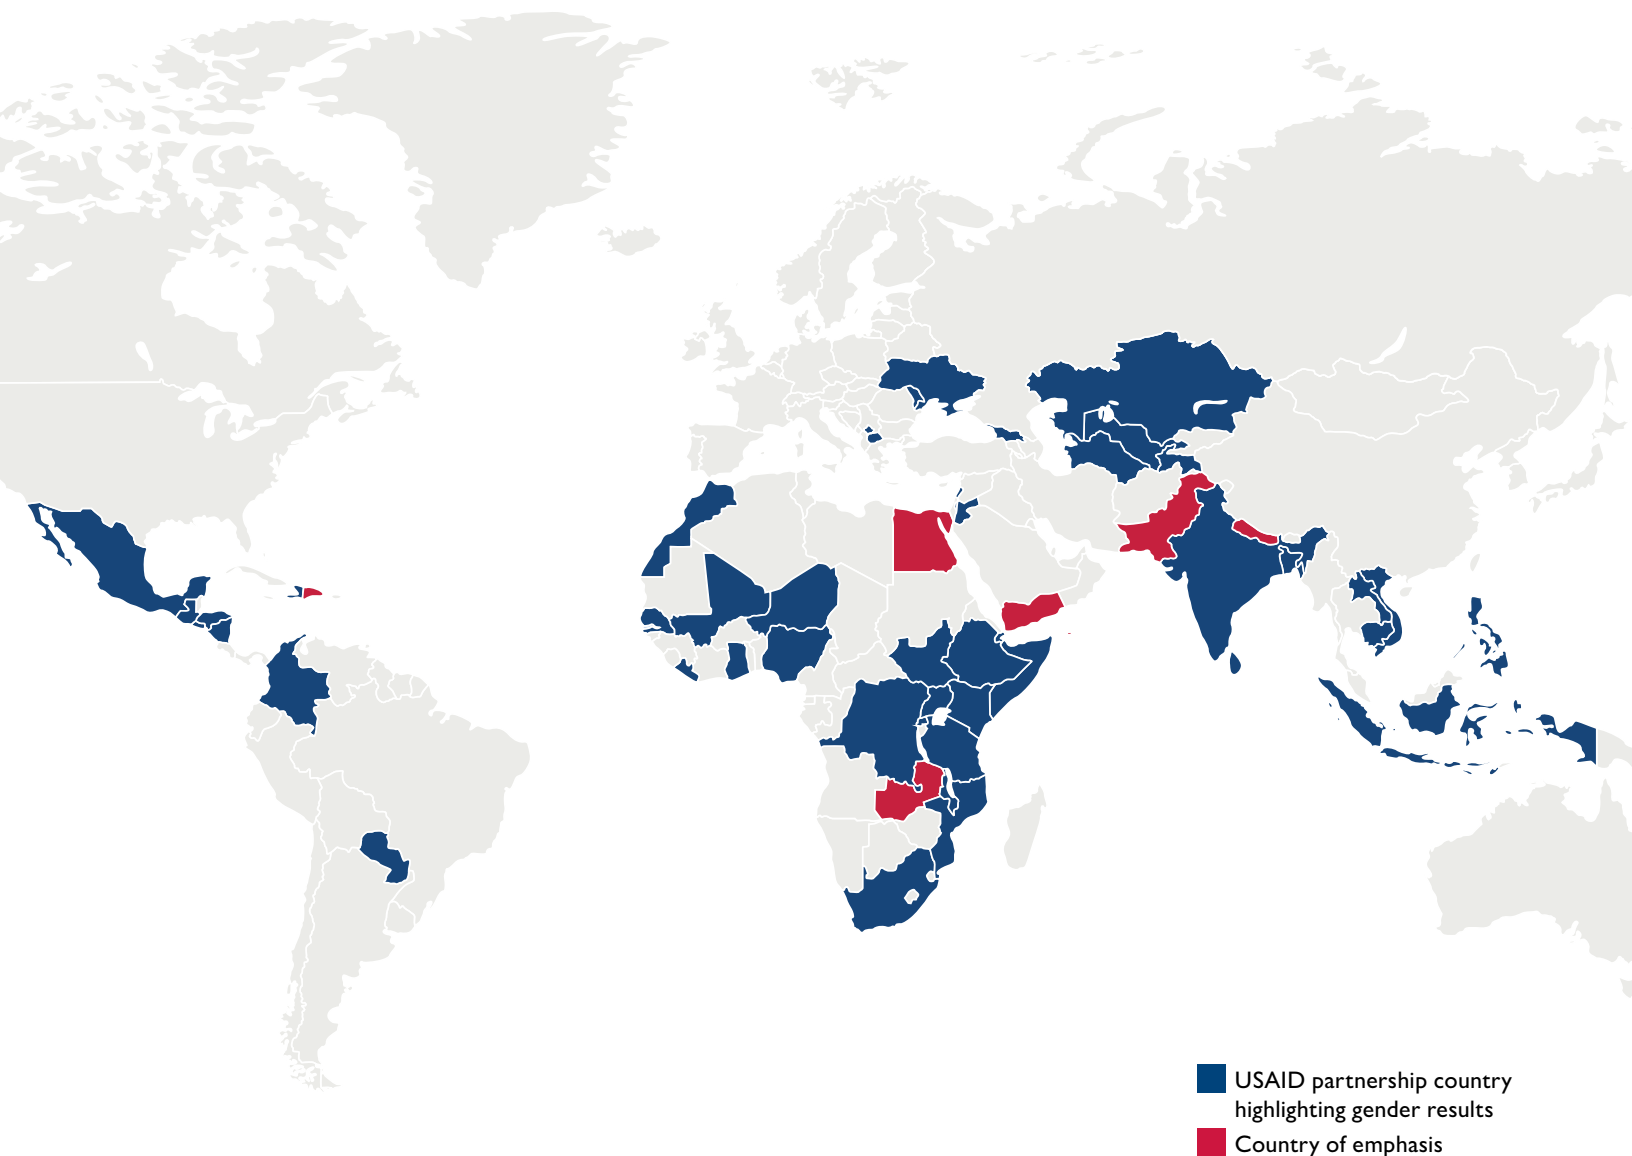 USAID partnership country
highlighting gender results
Country of emphasis